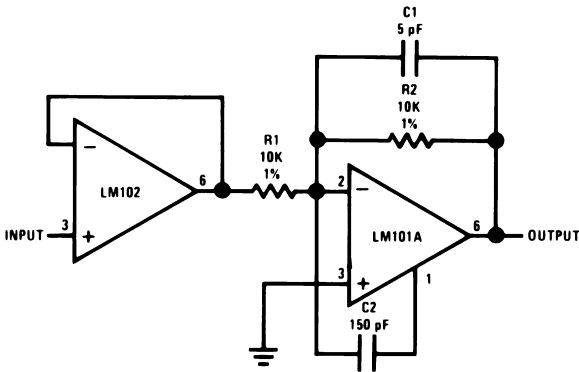 C1
5 pF
R2
10K
1%
R1
10K
1%
−
LM102
6
3
+
INPUT
2
−
LM101A
6
OUTPUT
3
+
1
C2
150 pF